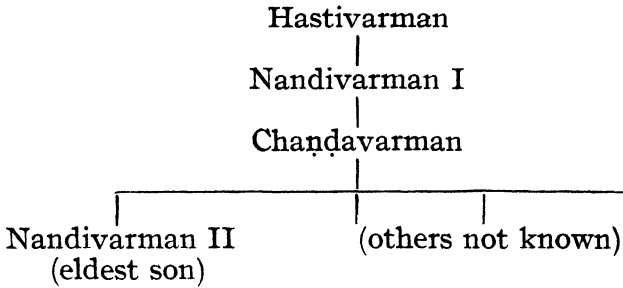 Hastivarman
Nandivarman I
Chaṇḍavarman
Nandivarman II (others not known)
(eldest son)